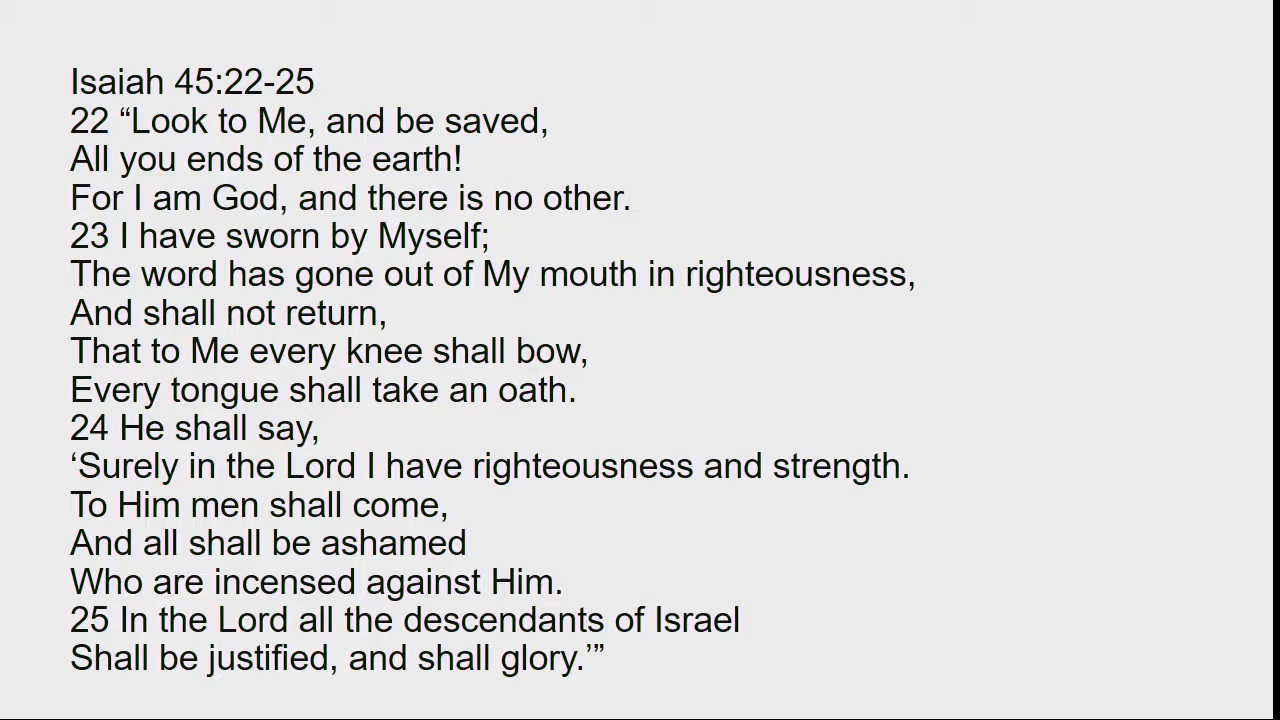 Isaiah 45:22-25
22 “Look to Me, and be saved,
All you ends of the earth!
For I am God, and there is no other.
23 I have sworn by Myself;
The word has gone out of My mouth in righteousness,
And shall not return,
That to Me every knee shall bow,
Every tongue shall take an oath.
24 He shall say,
‘Surely in the Lord I have righteousness and strength.
To Him men shall come,
And all shall be ashamed
Who are incensed against Him.
25 In the Lord all the descendants of Israel
Shall be justified, and shall glory.’”